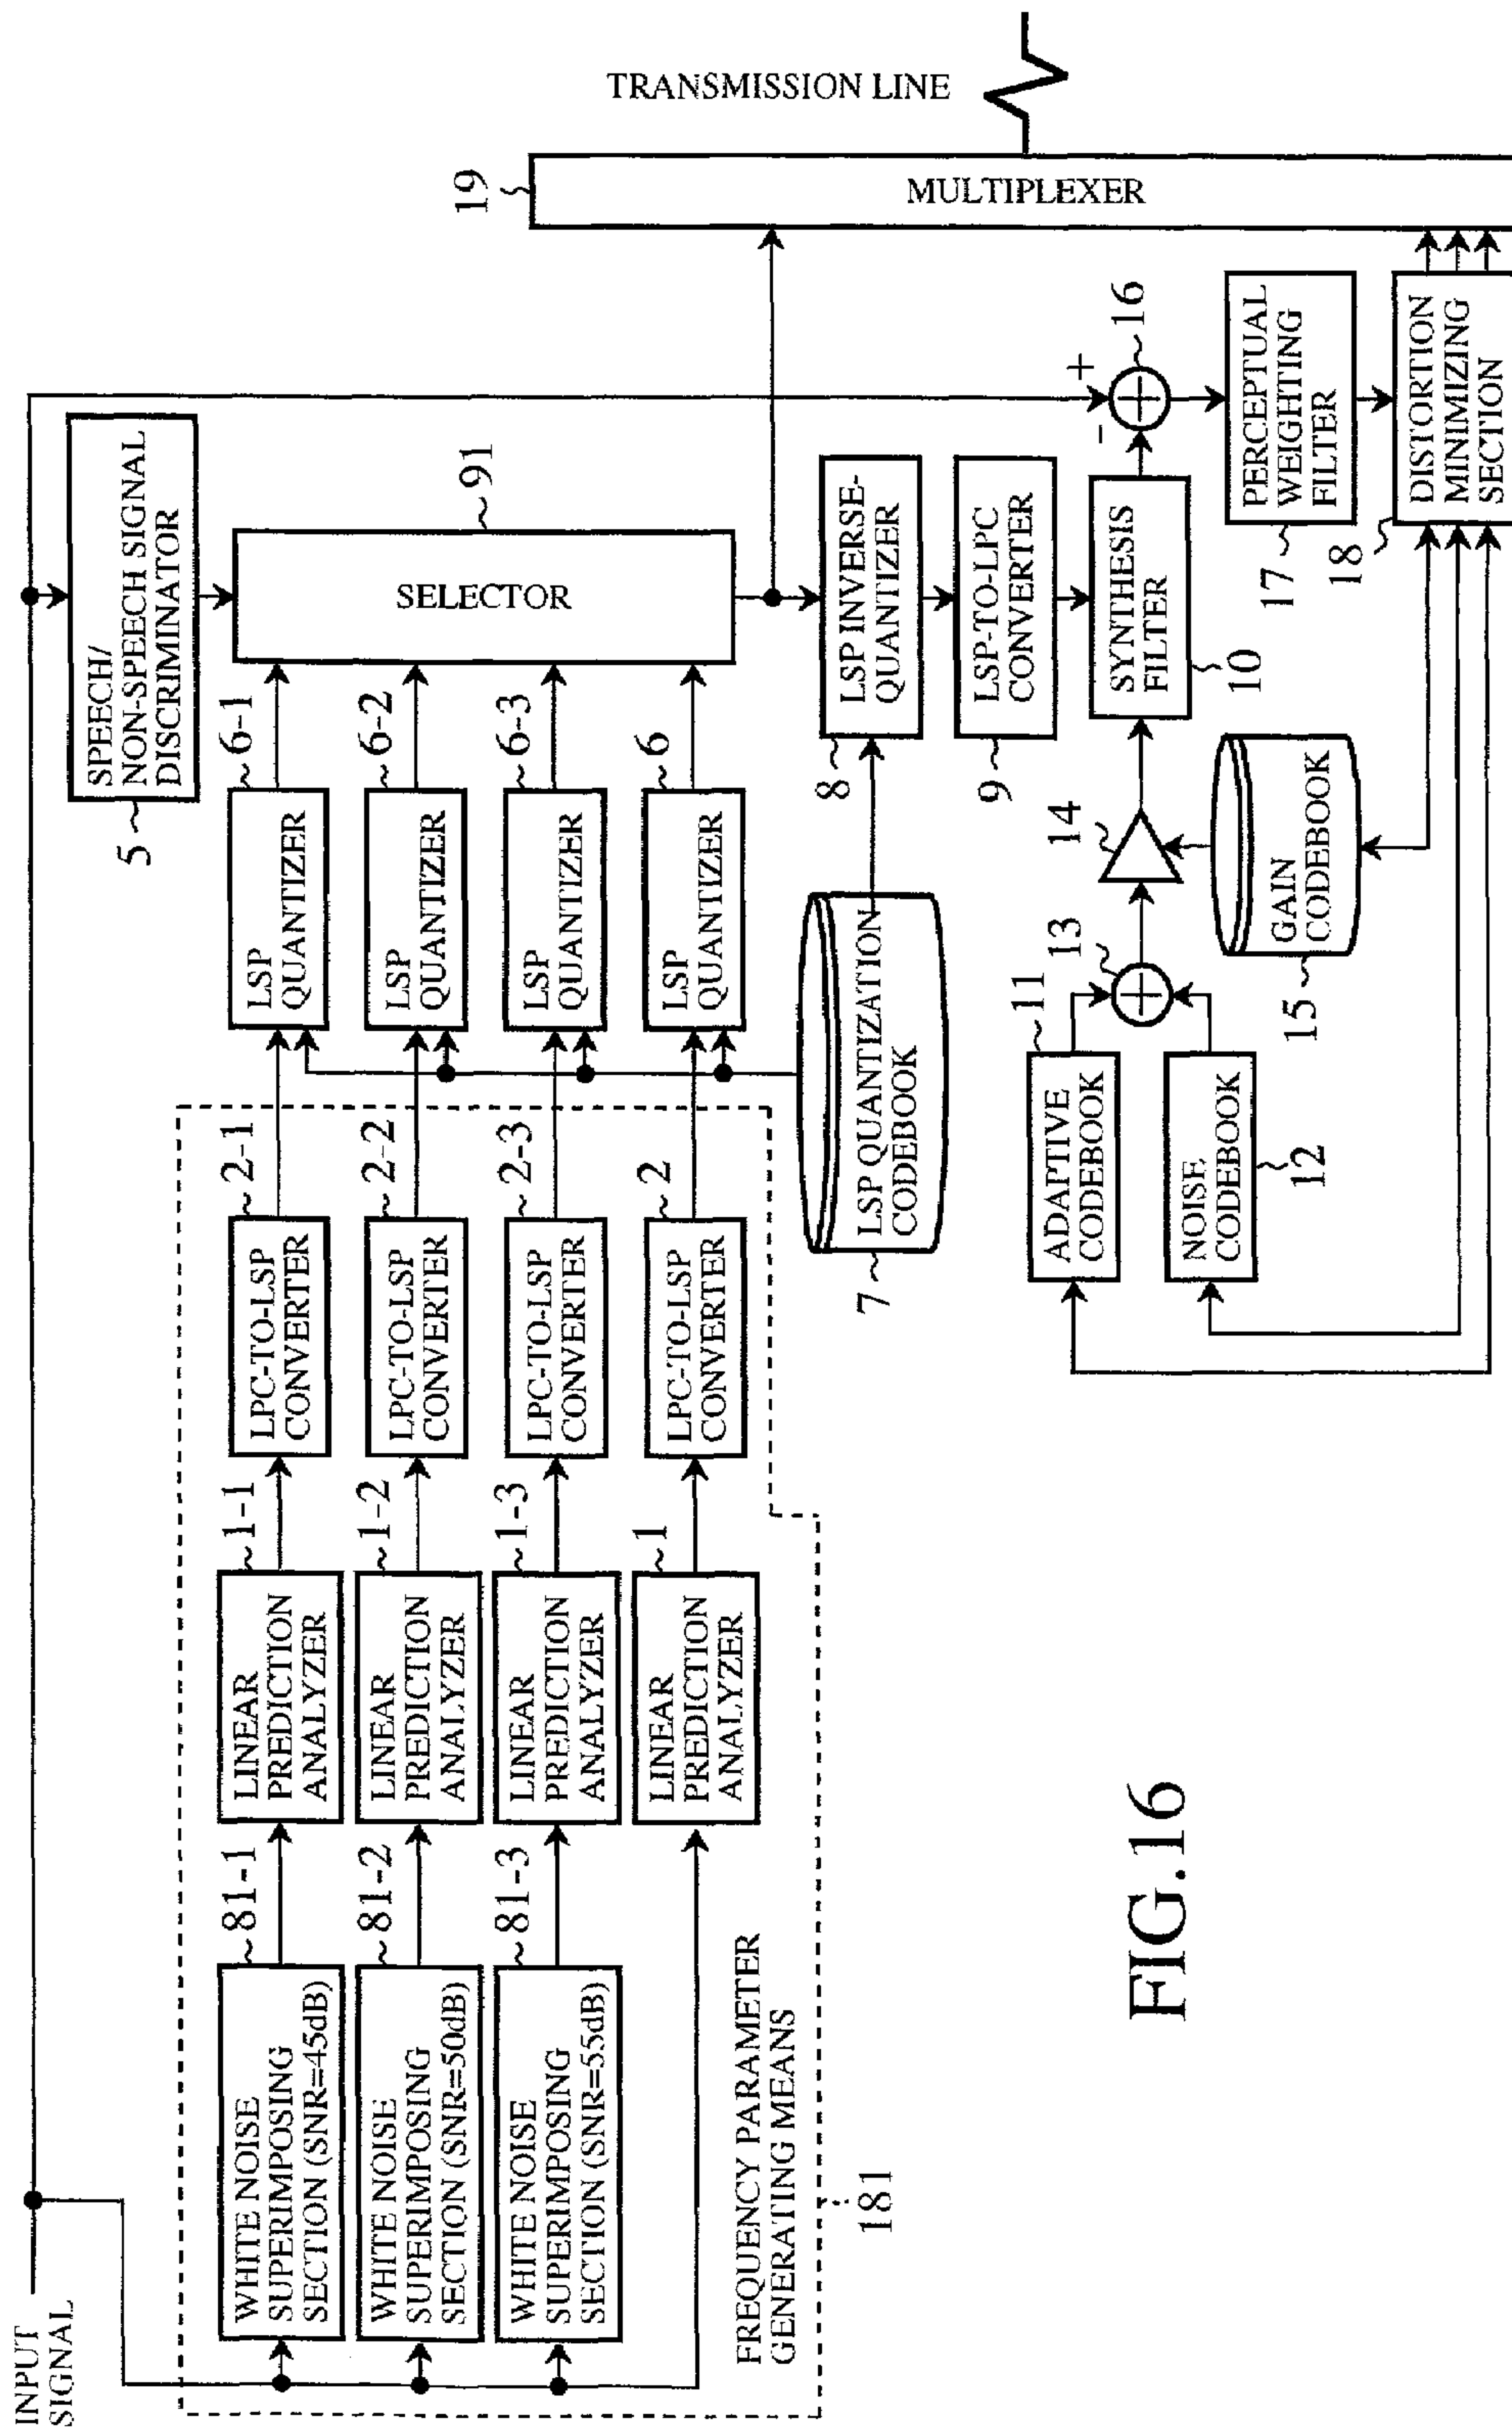 INPUT
SIGNAL
WHITE NOISE
SUPERIMPOSING
SECTION (SNR=45dB)
81-1
LINEAR
PREDICTION
ANALYZER
1-1
LPC-TO-LSP
CONVERTER
2-1
LSP
QUANTIZER
6-1
SPEECH/
NON-SPEECH SIGNAL
DISCRIMINATOR
5
WHITE NOISE
SUPERIMPOSING
SECTION (SNR=50dB)
81-2
LINEAR
PREDICTION
ANALYZER
1-2
LPC-TO-LSP
CONVERTER
2-2
LSP
QUANTIZER
6-2
SELECTOR
91
WHITE NOISE
SUPERIMPOSING
SECTION (SNR=55dB)
81-3
LINEAR
PREDICTION
ANALYZER
1-3
LPC-TO-LSP
CONVERTER
2-3
LSP
QUANTIZER
6-3
LINEAR
PREDICTION
ANALYZER
1
LPC-TO-LSP
CONVERTER
2
LSP
QUANTIZER
6
FREQUENCY PARAMETER
GENERATING MEANS
181
7
LSP QUANTIZATION
CODEBOOK
8
LSP INVERSE-
QUANTIZER
9
LSP-TO-LPC
CONVERTER
19
MULTIPLEXER
TRANSMISSION LINE
ADAPTIVE
CODEBOOK
11
NOISE
CODEBOOK
12
13
14
GAIN
CODEBOOK
15
SYNTHESIS
FILTER
10
+
-
16
PERCEPTUAL
WEIGHTING
FILTER
17
DISTORTION
MINIMIZING
SECTION
18
FIG.16